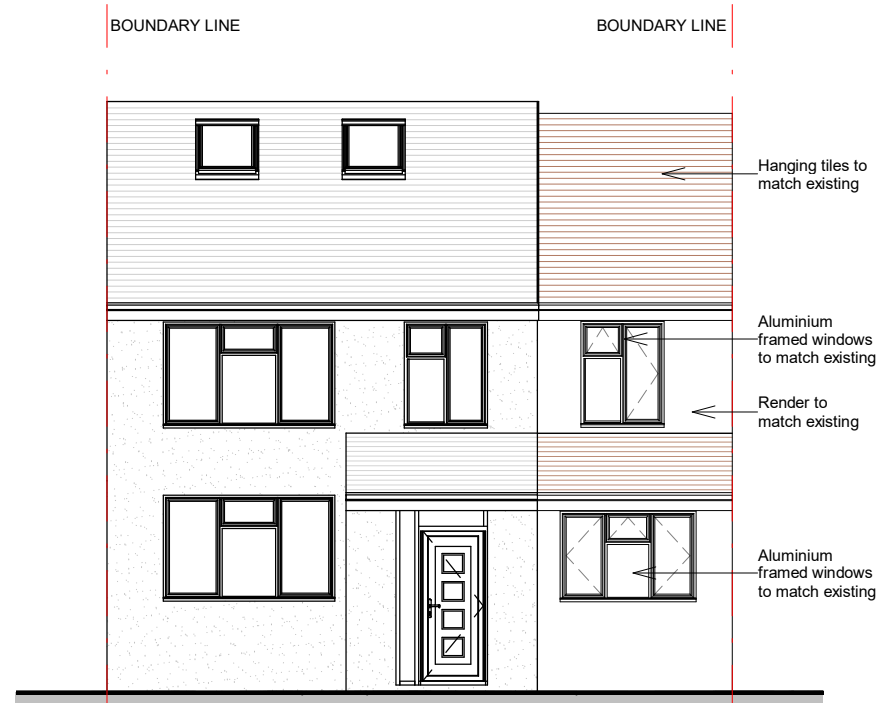 BOUNDARY LINE
BOUNDARY LINE
Hanging tiles to
match existing
Aluminium
framed windows
to match existing
Render to
match existing
Aluminium
framed windows
to match existing